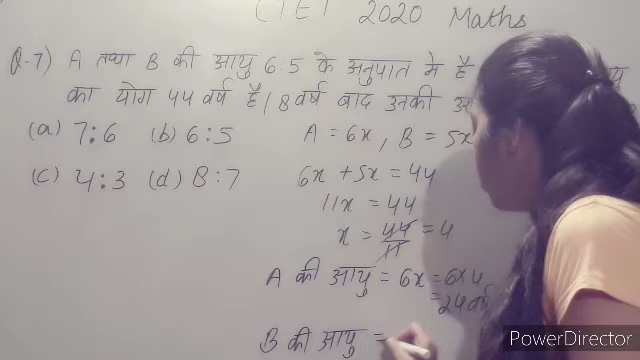 CTET 2020 Maths
Q-7) A तथा B की आयु 6:5 के अनुपात मे है
का योग 44 वर्ष है / 8 वर्ष बाद उनकी
(a) 7:6 (b) 6:5
A = 6x, B = 5x
(c) 4:3 (d) 8:7
6x + 5x = 44
11x = 44
x = 44/11 = 4
A की आयु = 6x = 6x4
= 24 वर्ष
B की आयु =
PowerDirector